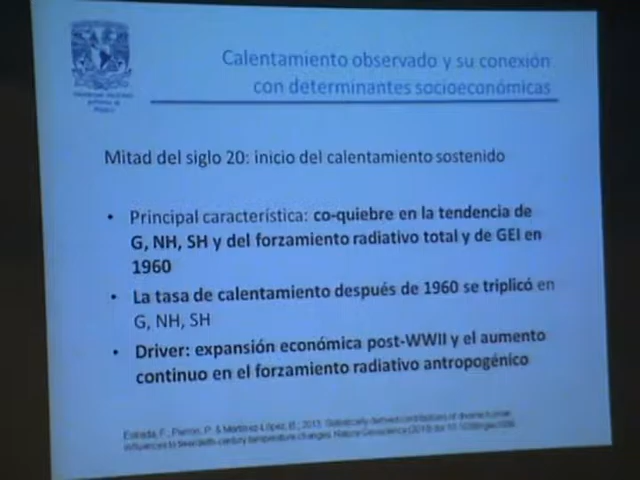 Calentamiento observado y su conexión
con determinantes socioeconómicas
Mitad del siglo 20: inicio del calentamiento sostenido
• Principal característica: co-quiebre en la tendencia de
G, NH, SH y del forzamiento radiativo total y de GEI en
1960
• La tasa de calentamiento después de 1960 se triplicó en
G, NH, SH
• Driver: expansión económica post-WWII y el aumento
continuo en el forzamiento radiativo antropogénico
Estrada, F., Perron, P. & Martínez-López, B., 2013. Statistically derived contributions of diverse human
influences to twentieth-century temperature changes. Nature Geoscience (2013)